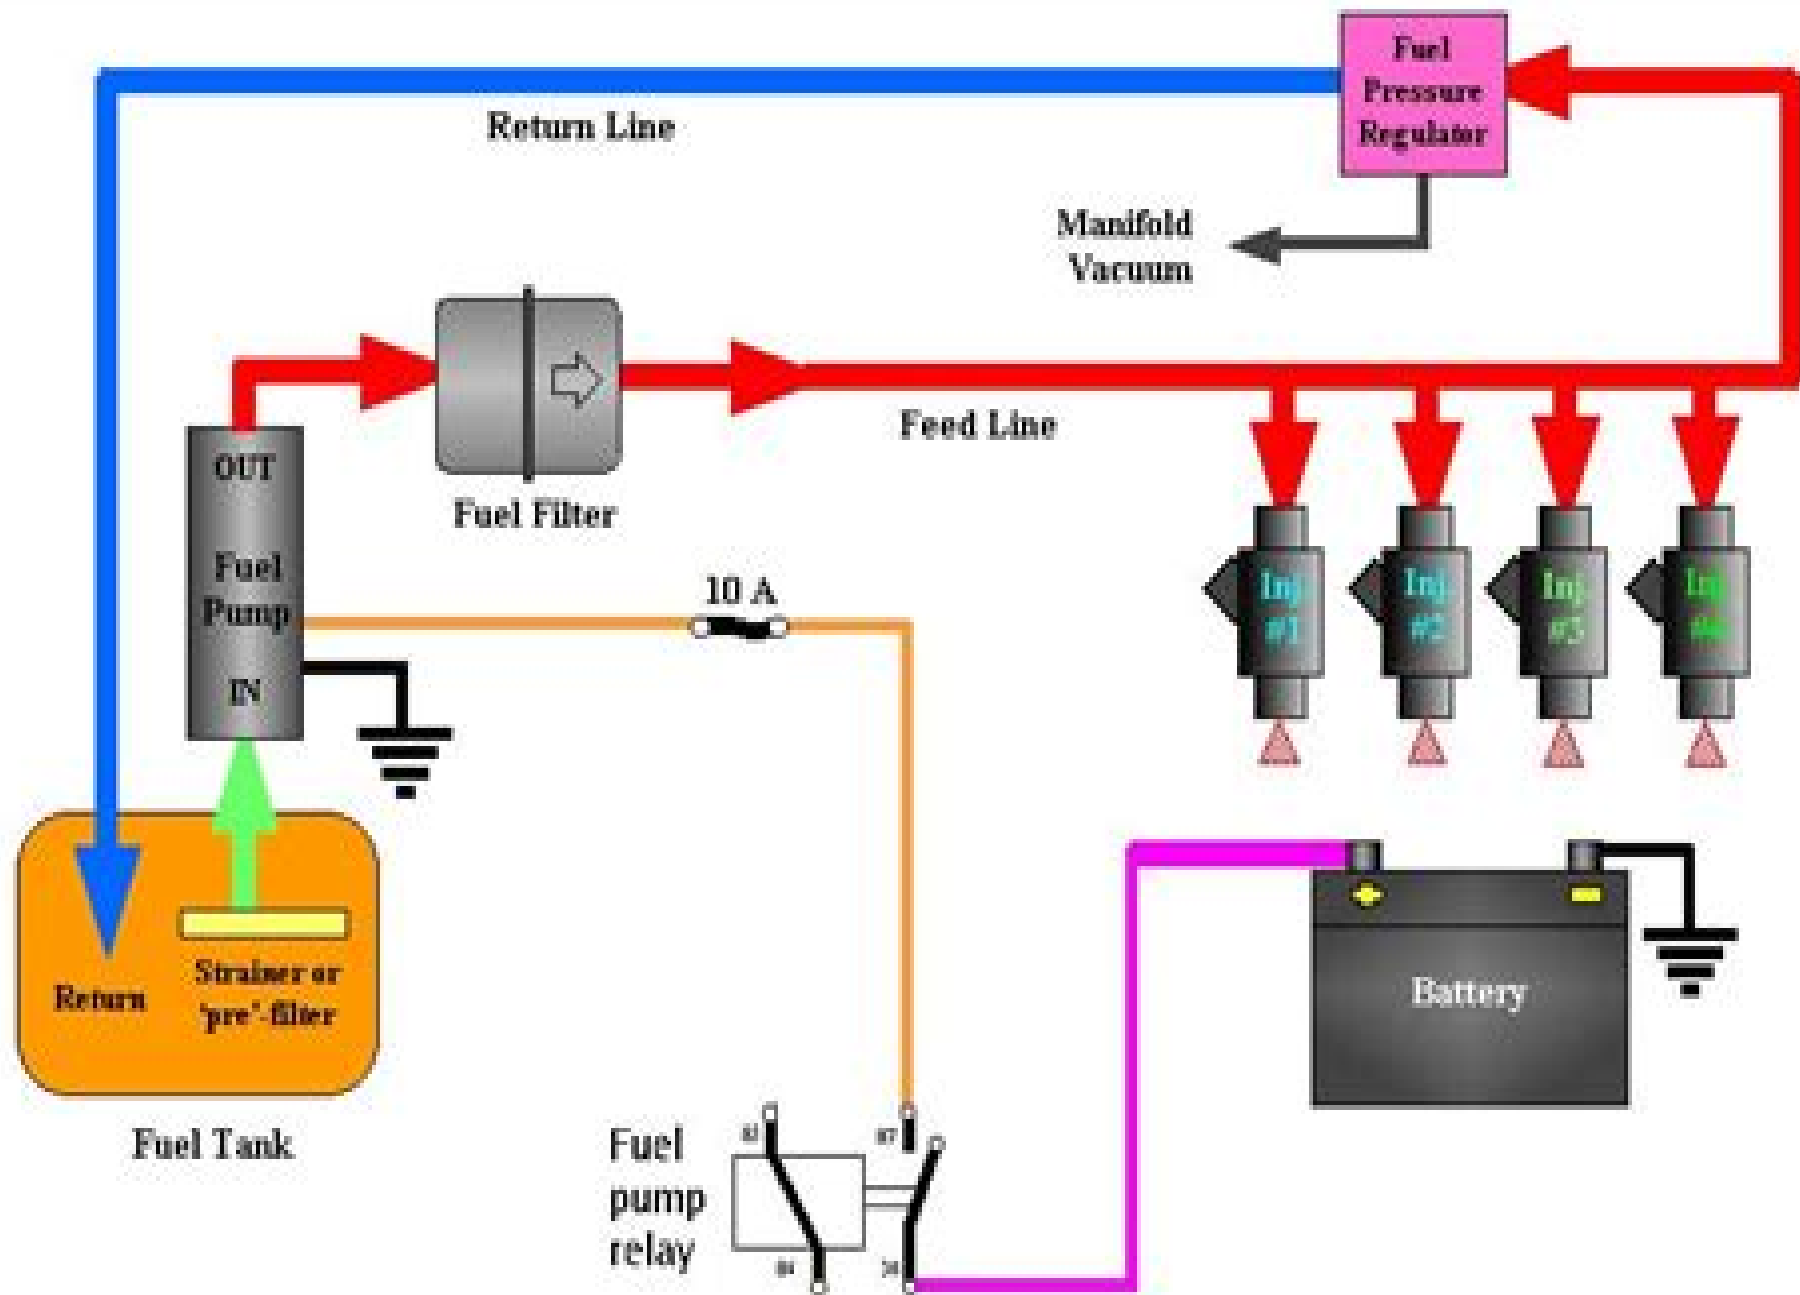 Fuel
Pressure
Regulator
Return Line
Manifold
Vacuum
Feed Line
OUT
Fuel
Pump
IN
Fuel Filter
10 A
Inj
#1
Inj
#2
Inj
#3
Inj
Return
Strainer or
'pre'-filter
Fuel Tank
Battery
Fuel
pump
relay
87